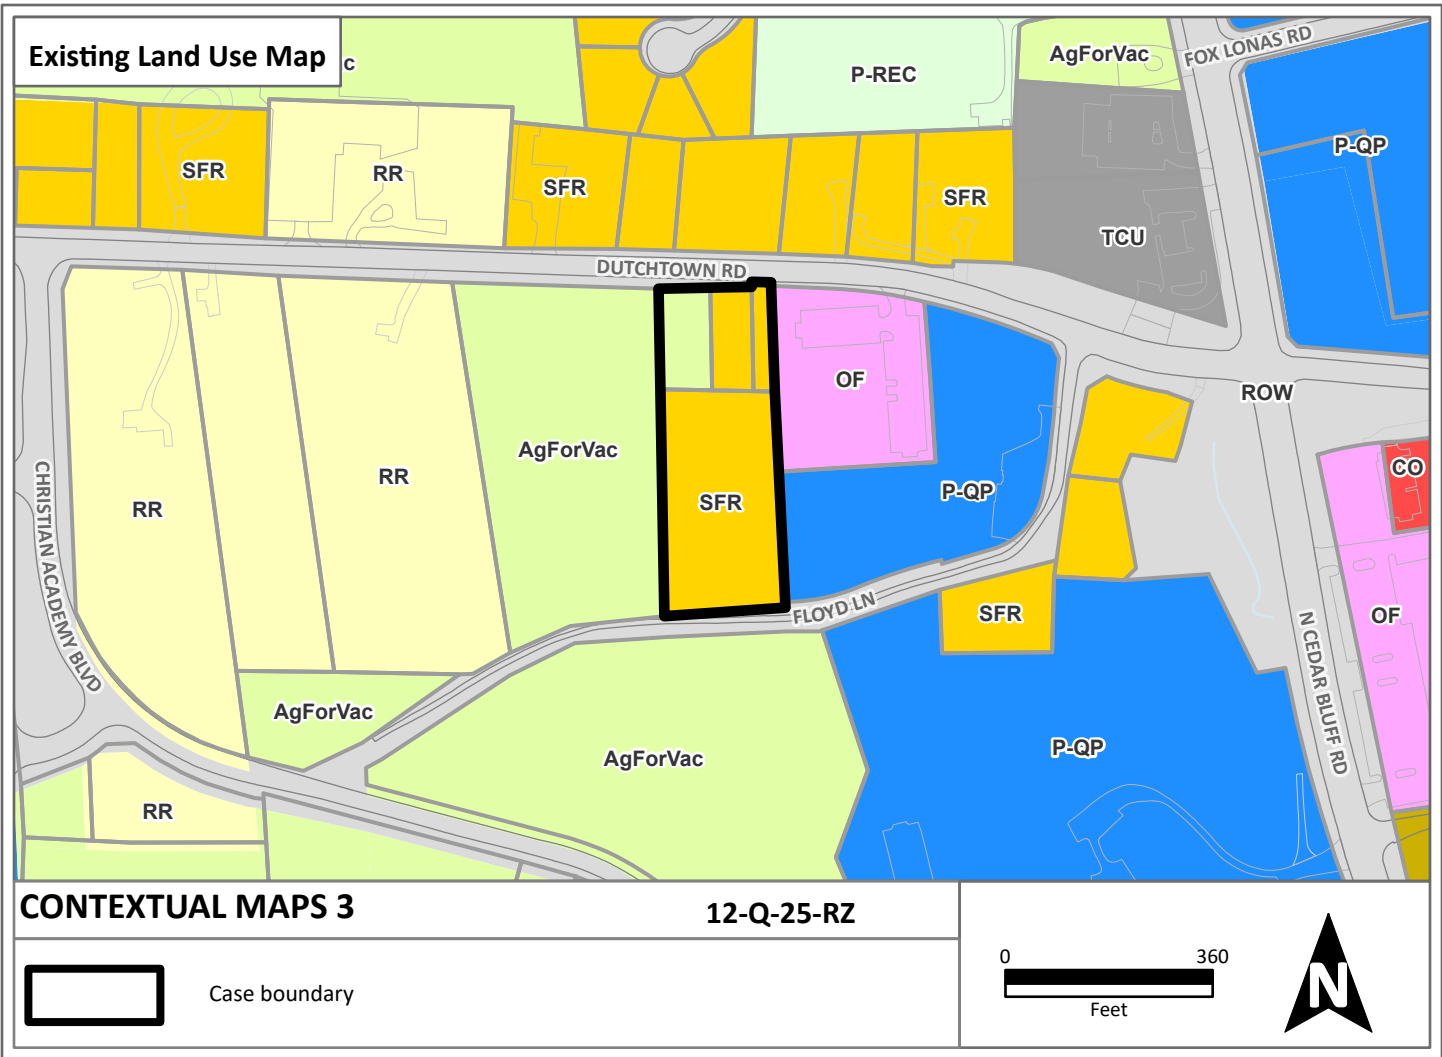 Existing Land Use Map
c
P-REC
AgForVac
FOX LONAS RD
P-QP
SFR
RR
SFR
SFR
TCU
DUTCHTOWN RD
OF
ROW
AgForVac
CO
CHRISTIAN ACADEMY BLVD
RR
RR
SFR
P-QP
FLOYD LN
SFR
OF
N CEDAR BLUFF RD
AgForVac
AgForVac
P-QP
RR
CONTEXTUAL MAPS 3
12-Q-25-RZ
Case boundary
0 360
Feet
N